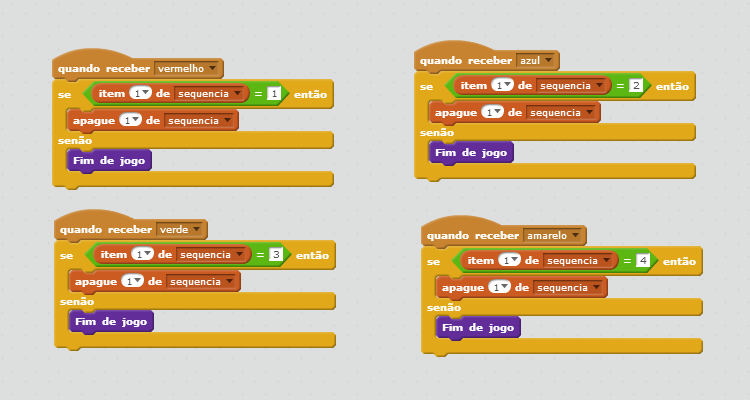 quando receber vermelho
se item 1 de sequencia = 1 então
apague 1 de sequencia
senão
Fim de jogo
quando receber azul
se item 1 de sequencia = 2 então
apague 1 de sequencia
senão
Fim de jogo
quando receber verde
se item 1 de sequencia = 3 então
apague 1 de sequencia
senão
Fim de jogo
quando receber amarelo
se item 1 de sequencia = 4 então
apague 1 de sequencia
senão
Fim de jogo